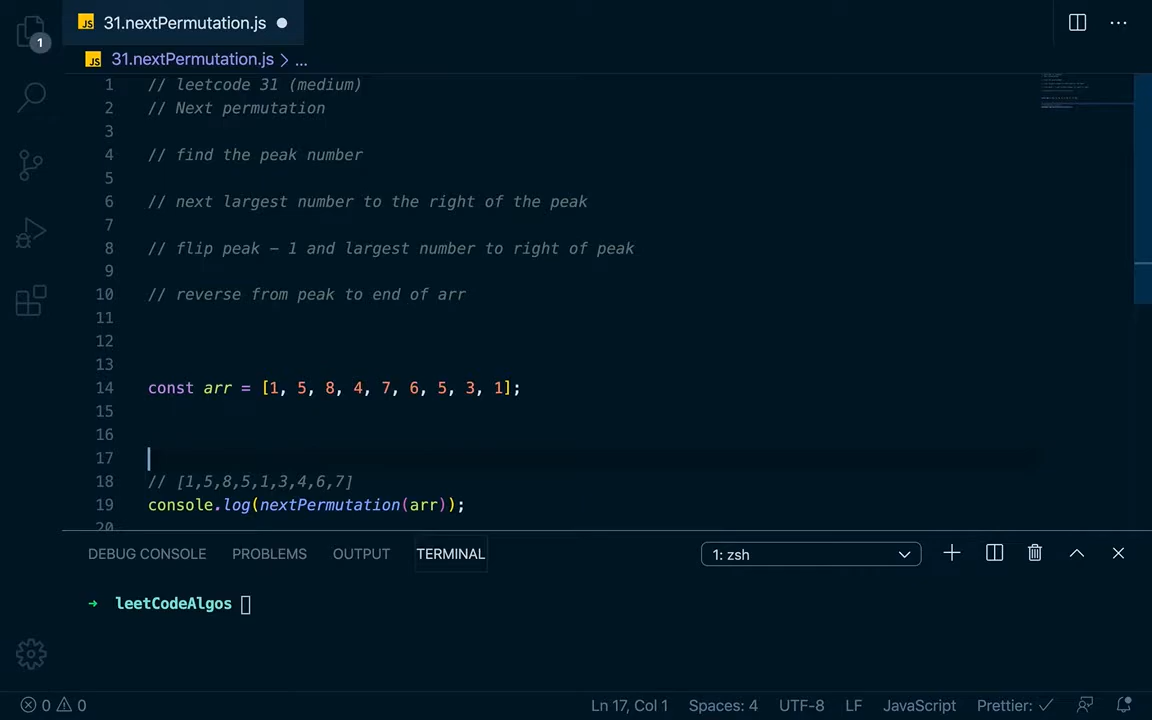 JS 31.nextPermutation.js
1
JS 31.nextPermutation.js > ...
1 // leetcode 31 (medium)
2 // Next permutation
3
4 // find the peak number
5
6 // next largest number to the right of the peak
7
8 // flip peak – 1 and largest number to right of peak
9
10 // reverse from peak to end of arr
11
12
13
14 const arr = [1, 5, 8, 4, 7, 6, 5, 3, 1];
15
16
17
18 // [1,5,8,5,1,3,4,6,7]
19 console.log(nextPermutation(arr));
20
DEBUG CONSOLE PROBLEMS OUTPUT TERMINAL 1: zsh
→ leetCodeAlgos
0 0 Ln 17, Col 1 Spaces: 4 UTF-8 LF JavaScript Prettier: ✓